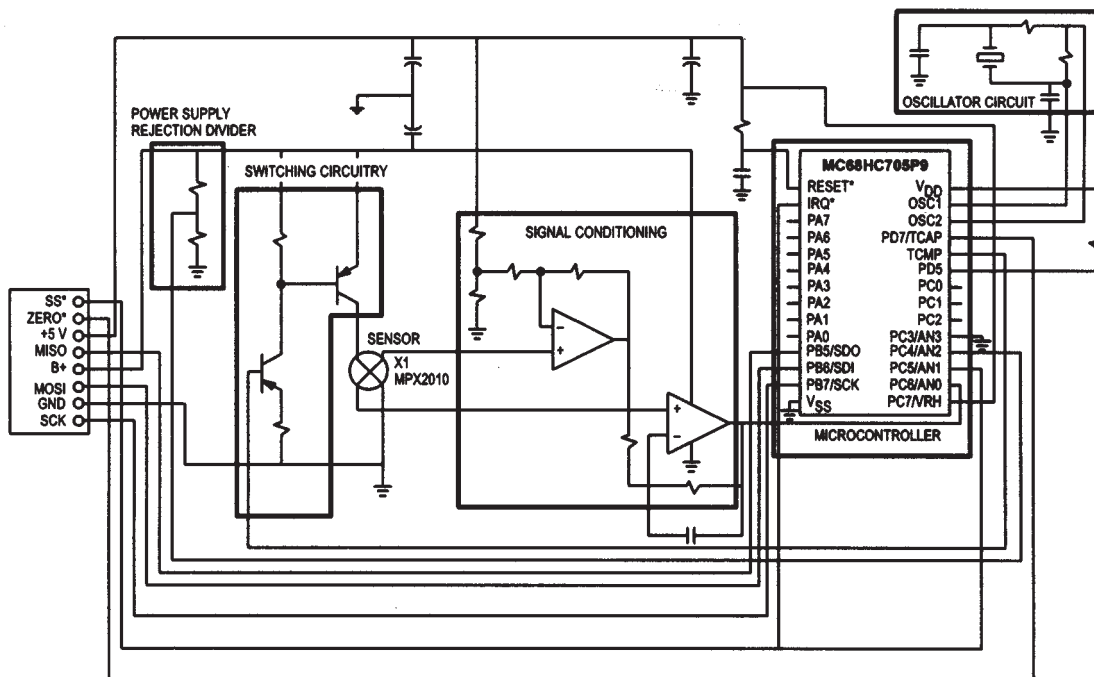 OSCILLATOR CIRCUIT
POWER SUPPLY
REJECTION DIVIDER
SWITCHING CIRCUITRY
SIGNAL CONDITIONING
SENSOR
X1
MPX2010
SS*
ZERO*
+5 V
MISO
B+
MOSI
GND
SCK
MC68HC705P9
RESET*
IRQ*
PA7
PA6
PA5
PA4
PA3
PA2
PA1
PA0
PB5/SDO
PB6/SDI
PB7/SCK
VSS
VDD
OSC1
OSC2
PD7/TCAP
TCMP
PD5
PC0
PC1
PC2
PC3/AN3
PC4/AN2
PC5/AN1
PC6/AN0
PC7/VRH
MICROCONTROLLER